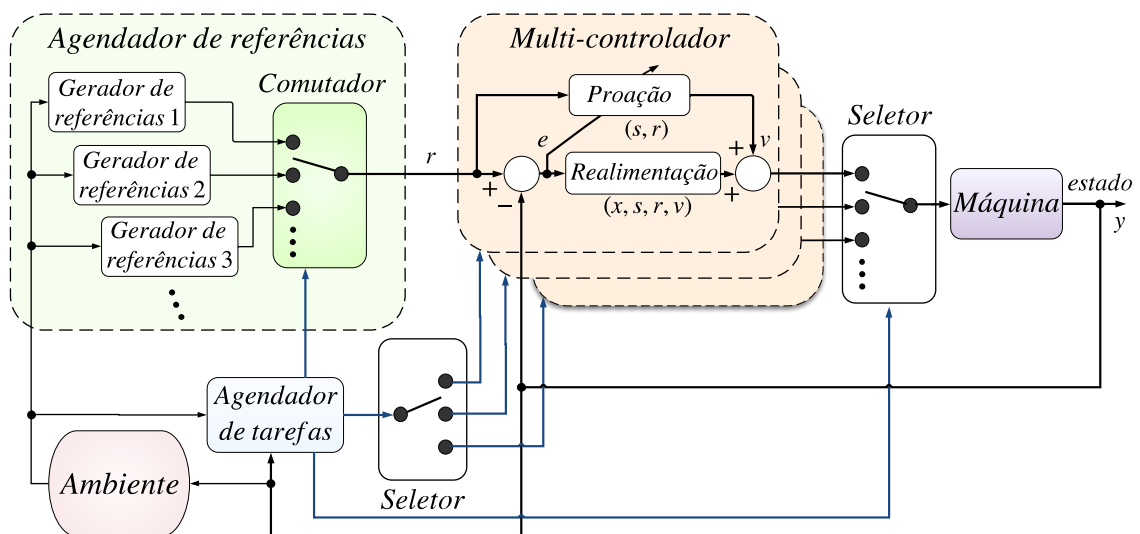 Agendador de referências
Gerador de
referências 1
Gerador de
referências 2
Gerador de
referências 3
Comutador
r
Multi-controlador
Proação
(s, r)
e
v
+
−
Realimentação
(x, s, r, v)
+
+
Seletor
Máquina
estado
y
Agendador
de tarefas
Seletor
Ambiente